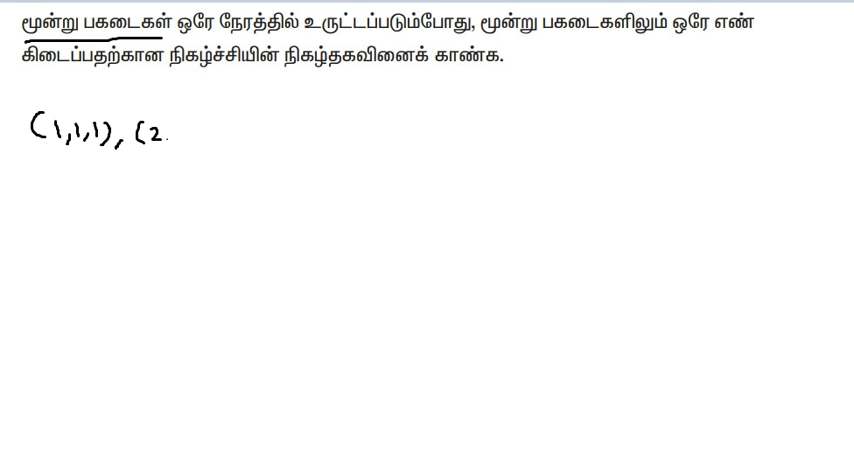 மூன்று பகடைகள் ஒரே நேரத்தில் உருட்டப்படும்போது, மூன்று பகடைகளிலும் ஒரே எண்
கிடைப்பதற்கான நிகழ்ச்சியின் நிகழ்தகவினைக் காண்க.
(1,1,1), (2.